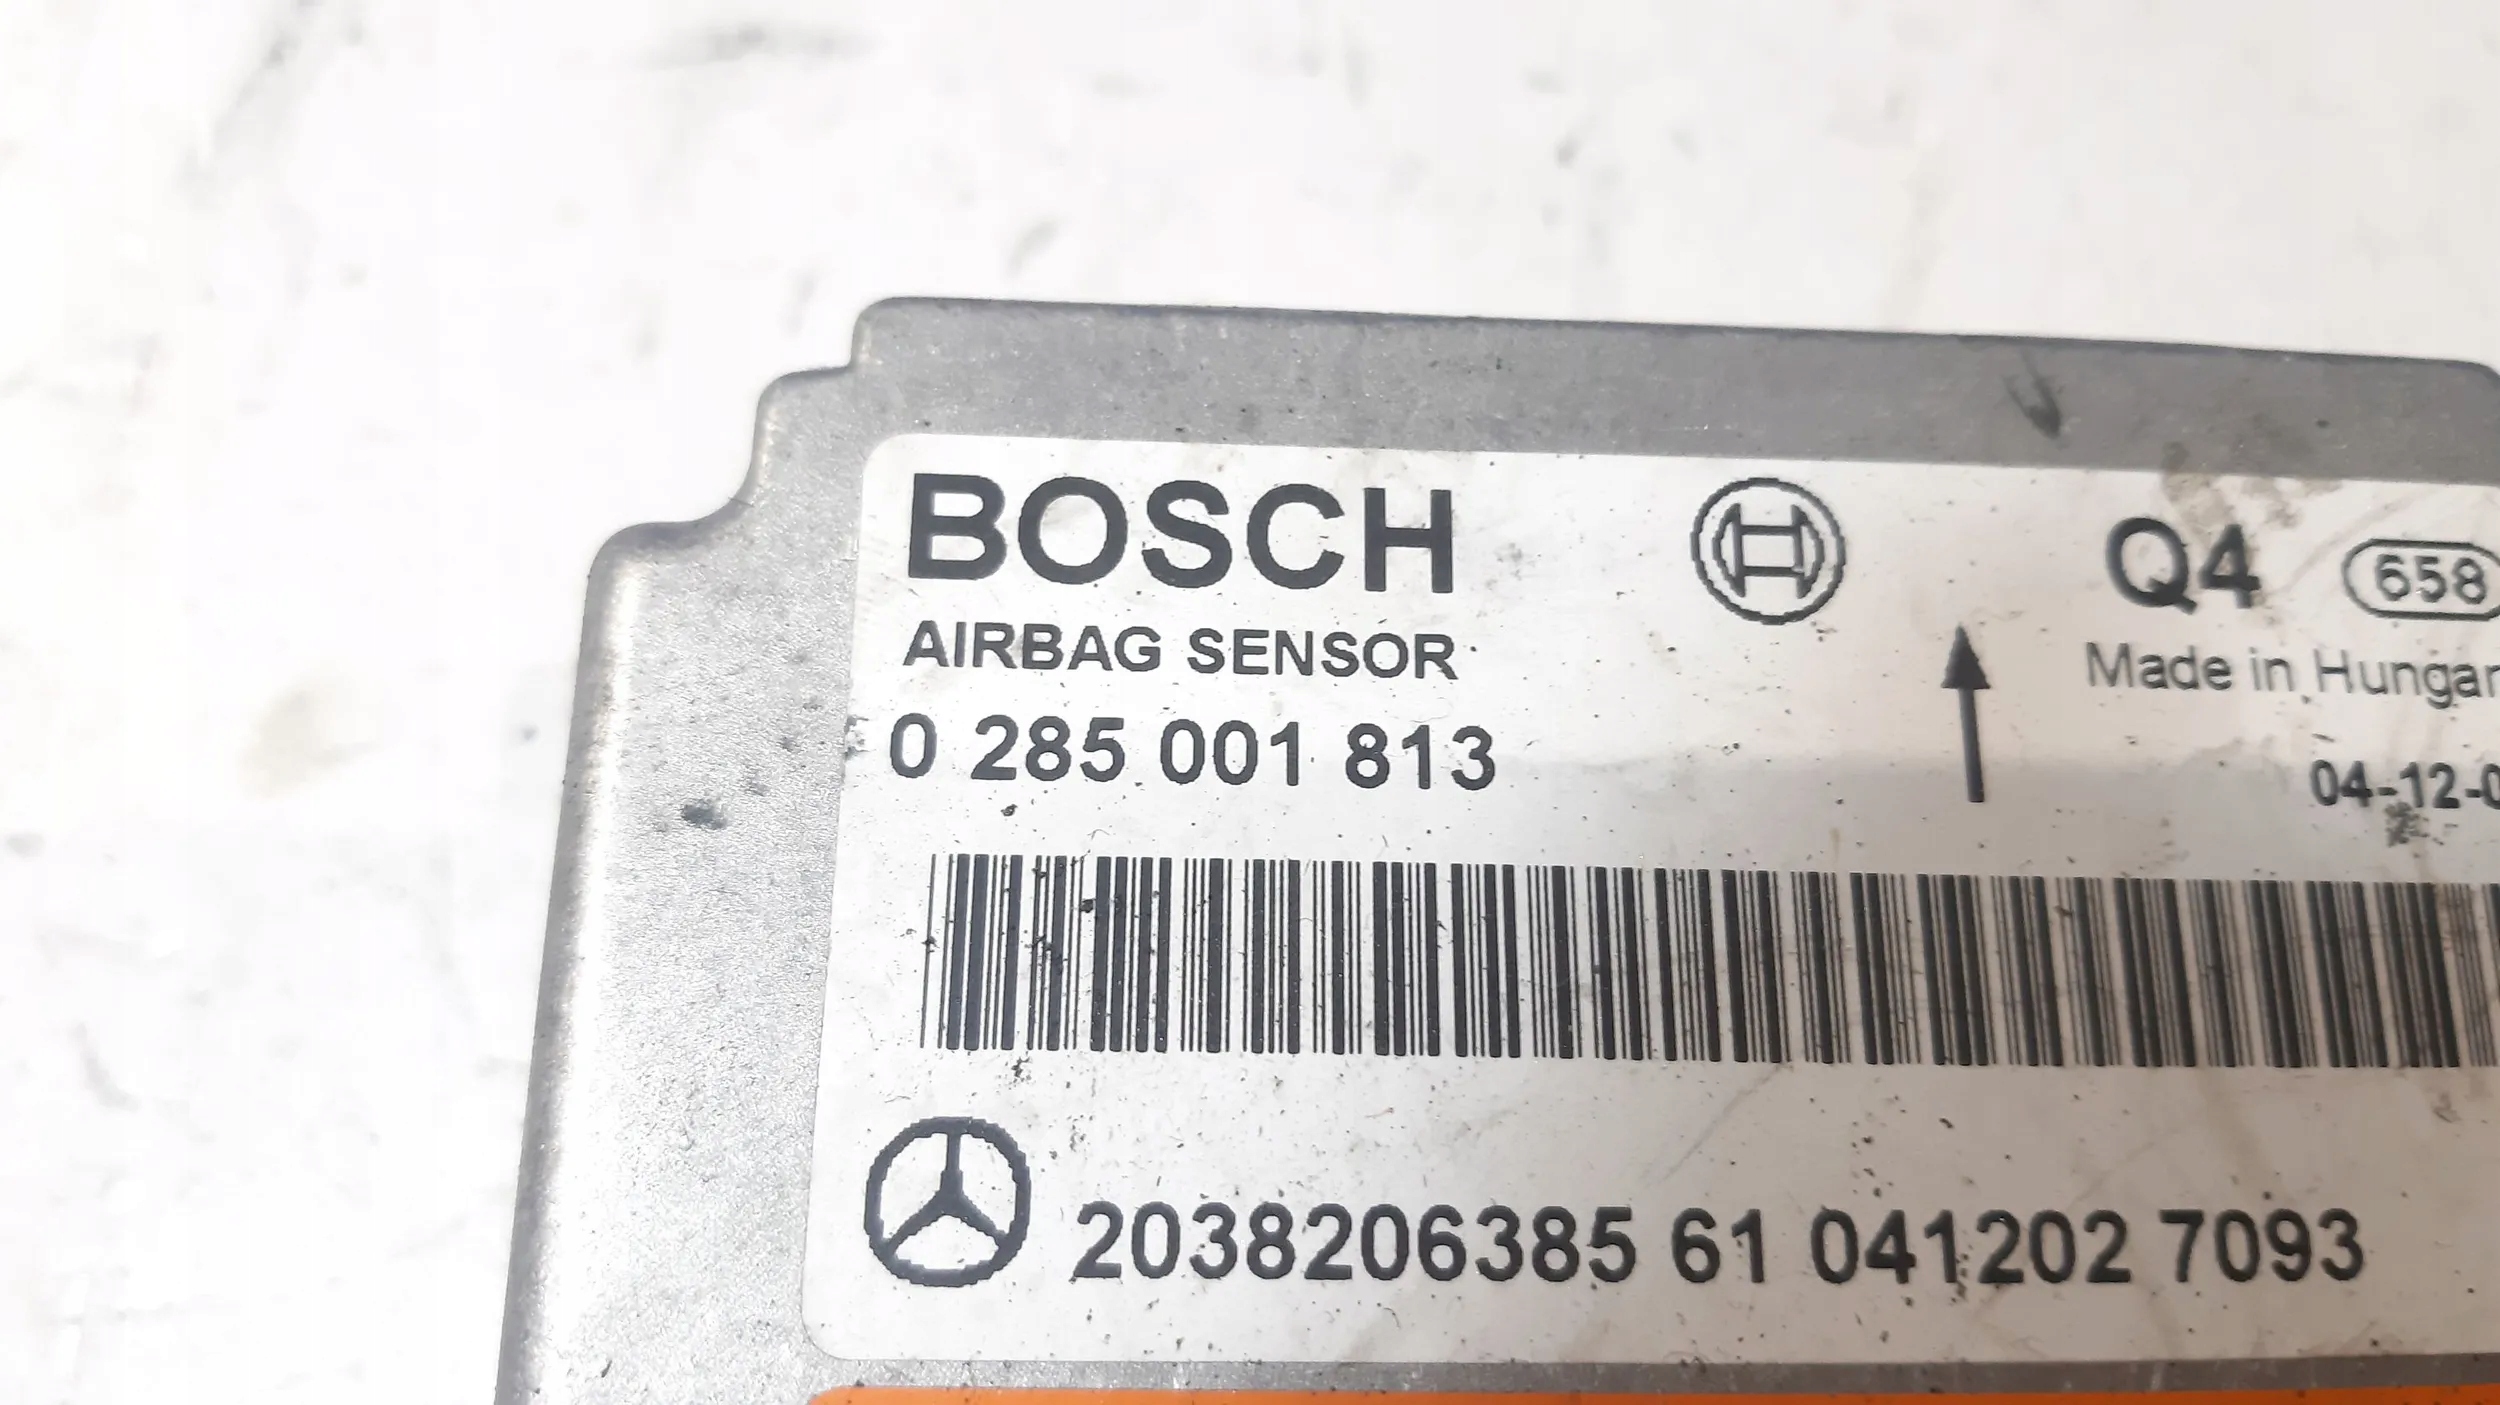 BOSCH
Q4 658
AIRBAG SENSOR
Made in Hungar
0 285 001 813
04-12-0
2038206385 61 041202 7093